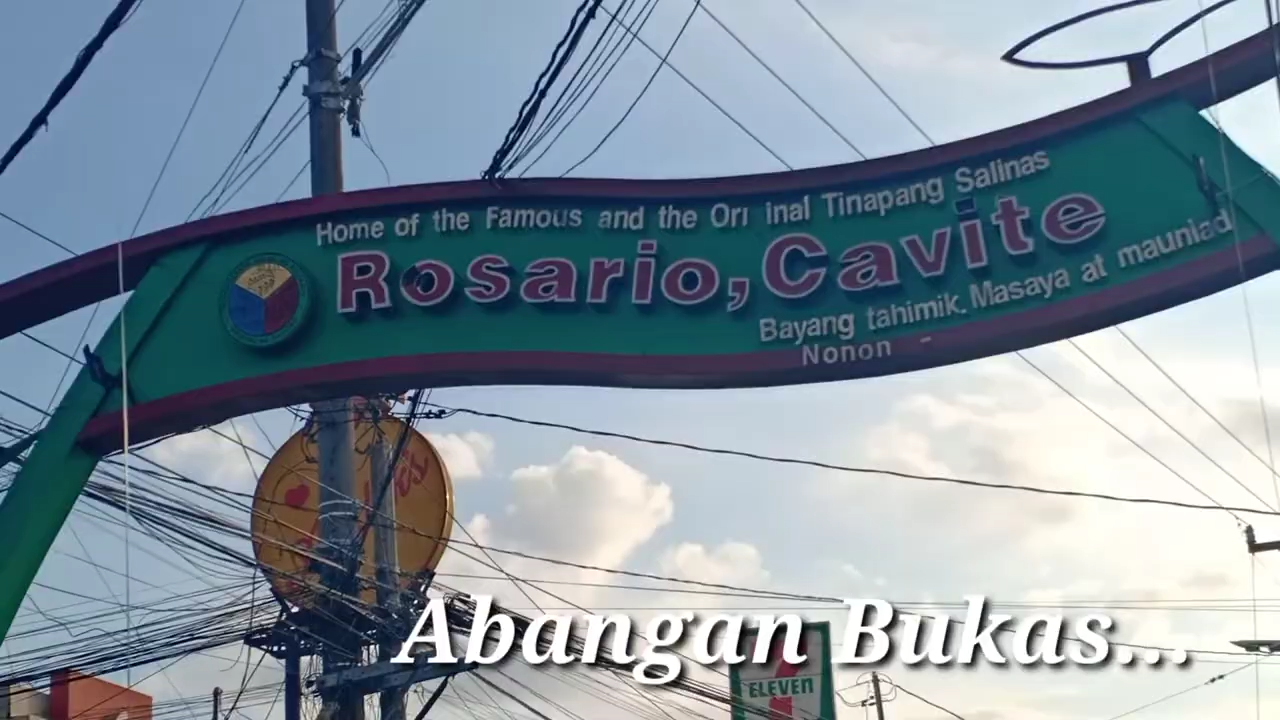 Home of the Famous and the Ori inal Tinapang Salinas
Rosario, Cavite
Bayang tahimik. Masaya at mauniad
Nonon -
ELEVEN
Abangan Bukas...